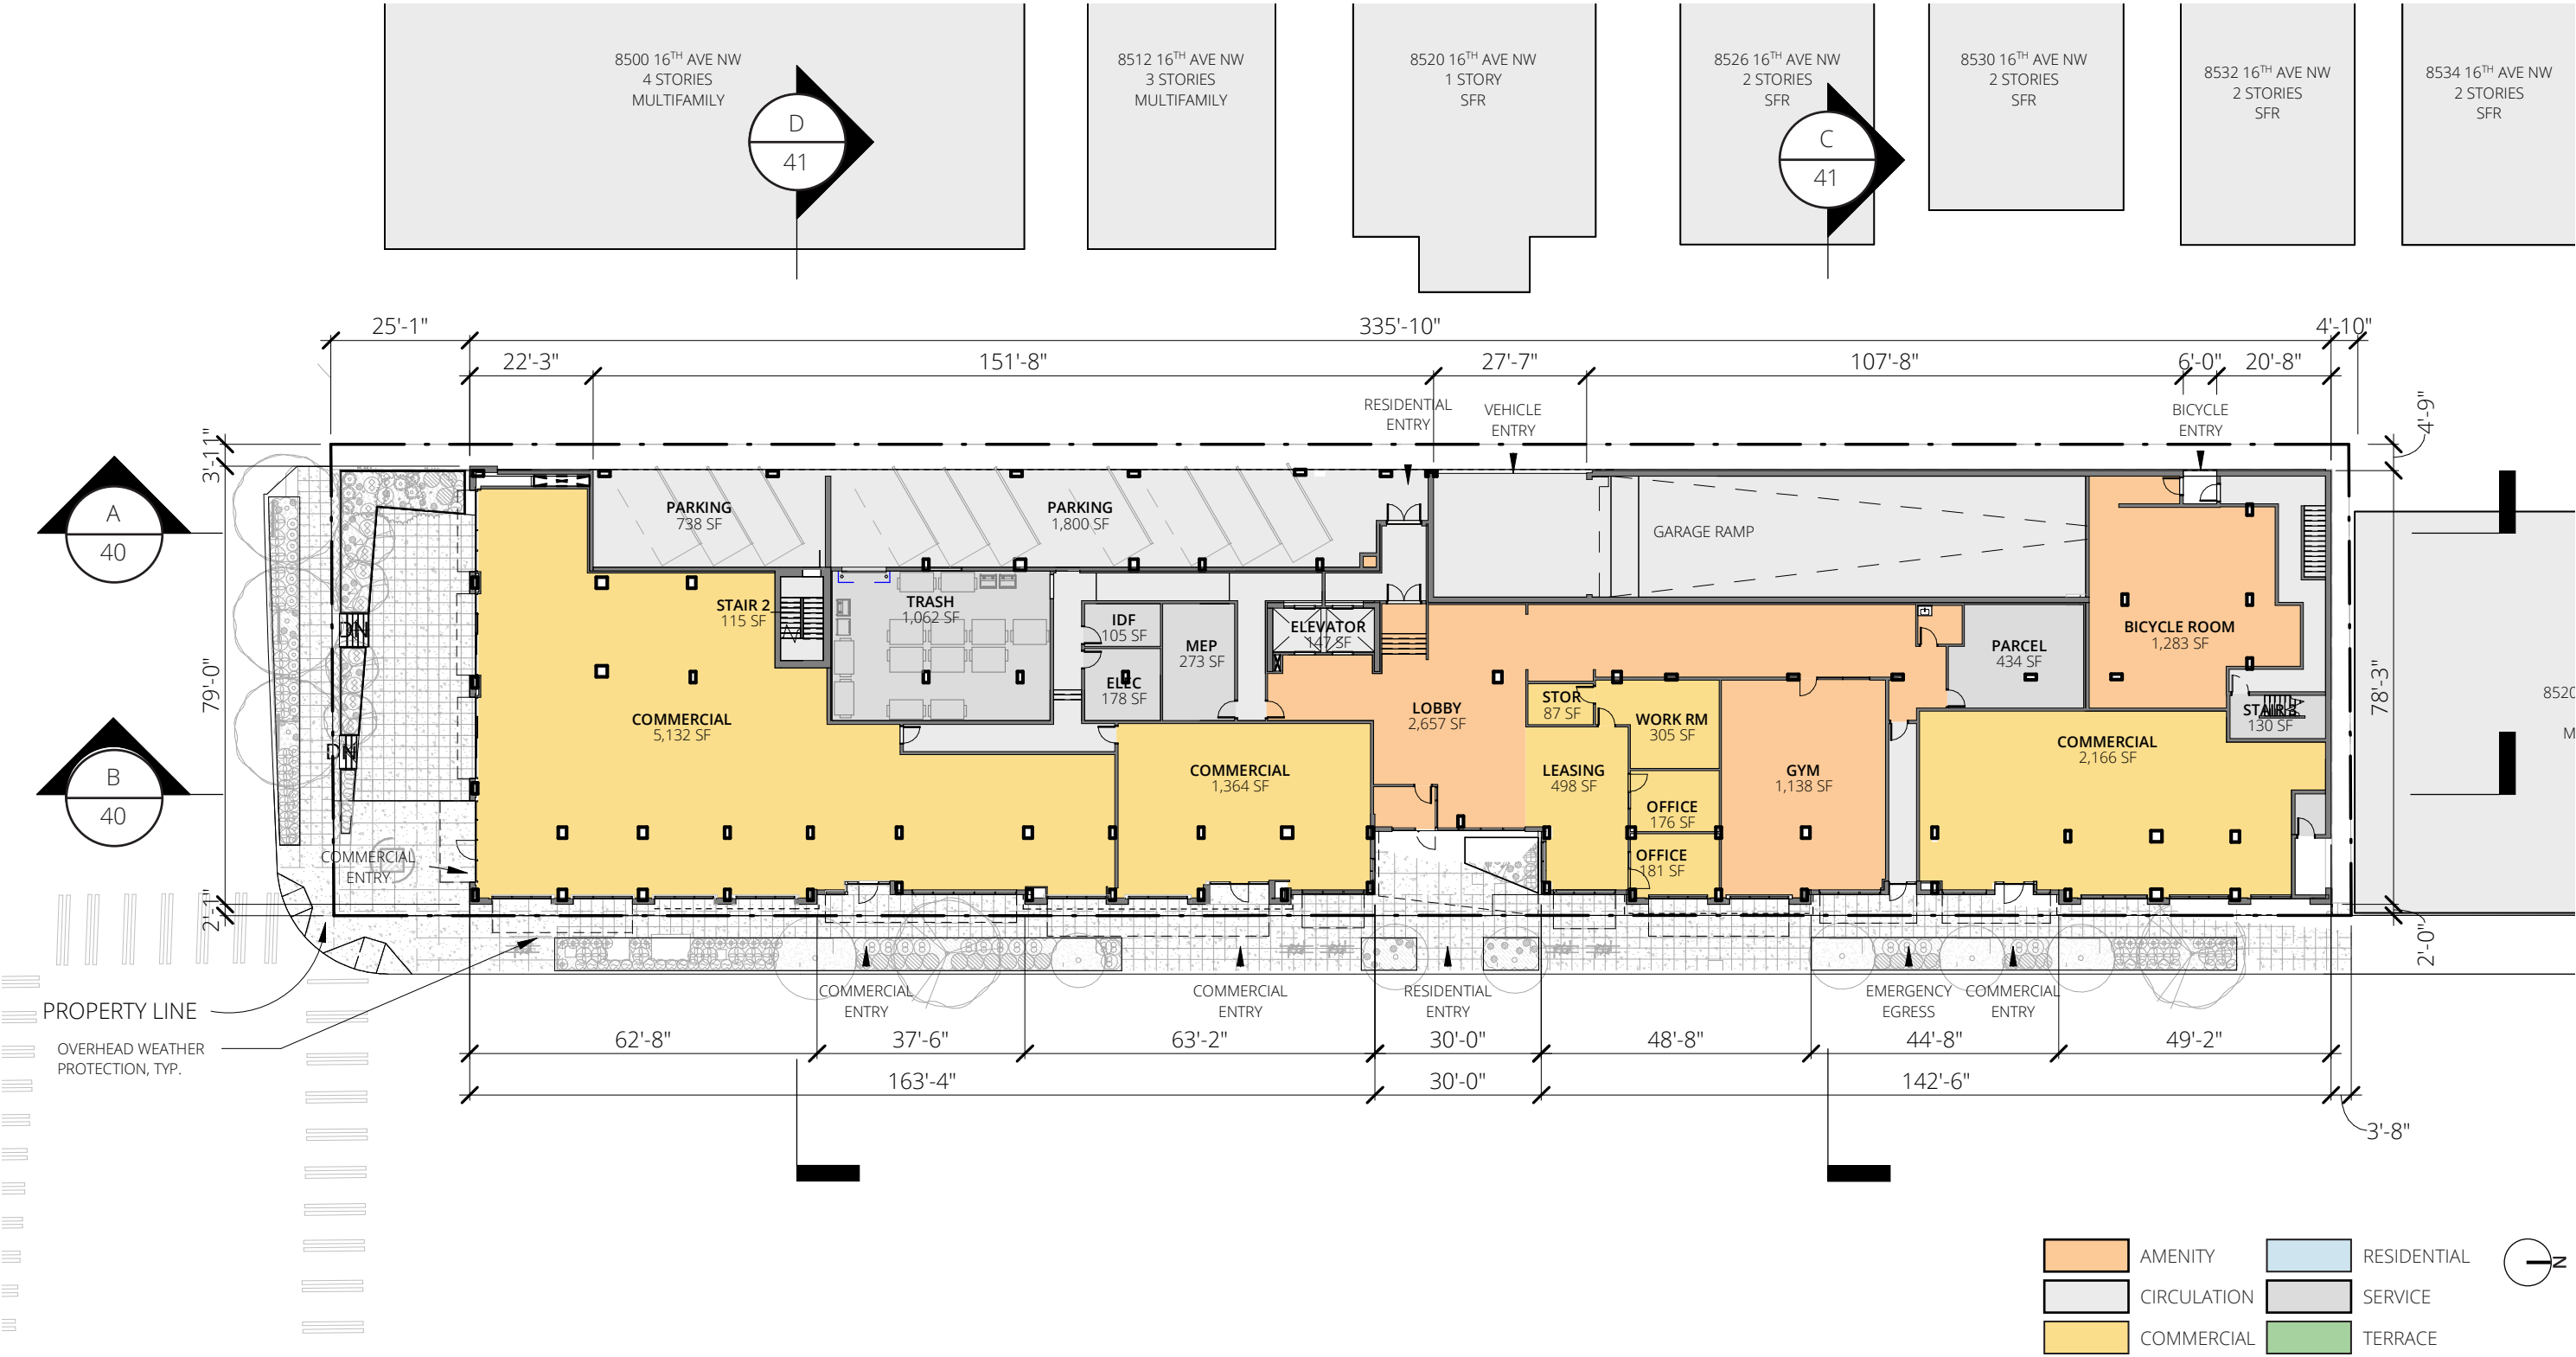 8500 16TH AVE NW
4 STORIES
MULTIFAMILY
8512 16TH AVE NW
3 STORIES
MULTIFAMILY
8520 16TH AVE NW
1 STORY
SFR
8526 16TH AVE NW
2 STORIES
SFR
8530 16TH AVE NW
2 STORIES
SFR
8532 16TH AVE NW
2 STORIES
SFR
8534 16TH AVE NW
2 STORIES
SFR
D
41
C
41
25'-1"
335'-10"
4'-10"
22'-3"
151'-8"
27'-7"
107'-8"
6'-0"
20'-8"
RESIDENTIAL
ENTRY
VEHICLE
ENTRY
BICYCLE
ENTRY
3'-11"
4'-9"
A
40
B
40
79'-0"
2'-1"
78'-3"
2'-0"
PARKING
738 SF
PARKING
1,800 SF
GARAGE RAMP
STAIR 2
115 SF
TRASH
1,062 SF
IDF
105 SF
MEP
273 SF
ELEC
178 SF
ELEVATOR
147 SF
PARCEL
434 SF
BICYCLE ROOM
1,283 SF
DN
DN
COMMERCIAL
5,132 SF
COMMERCIAL
1,364 SF
LOBBY
2,657 SF
STOR
87 SF
WORK RM
305 SF
LEASING
498 SF
OFFICE
176 SF
OFFICE
181 SF
GYM
1,138 SF
COMMERCIAL
2,166 SF
130 SF
8520
M
COMMERCIAL
ENTRY
PROPERTY LINE
OVERHEAD WEATHER
PROTECTION, TYP.
COMMERCIAL
ENTRY
COMMERCIAL
ENTRY
RESIDENTIAL
ENTRY
EMERGENCY
EGRESS
COMMERCIAL
ENTRY
62'-8"
37'-6"
63'-2"
30'-0"
48'-8"
44'-8"
49'-2"
163'-4"
30'-0"
142'-6"
3'-8"
AMENITY
RESIDENTIAL
CIRCULATION
SERVICE
COMMERCIAL
TERRACE
N